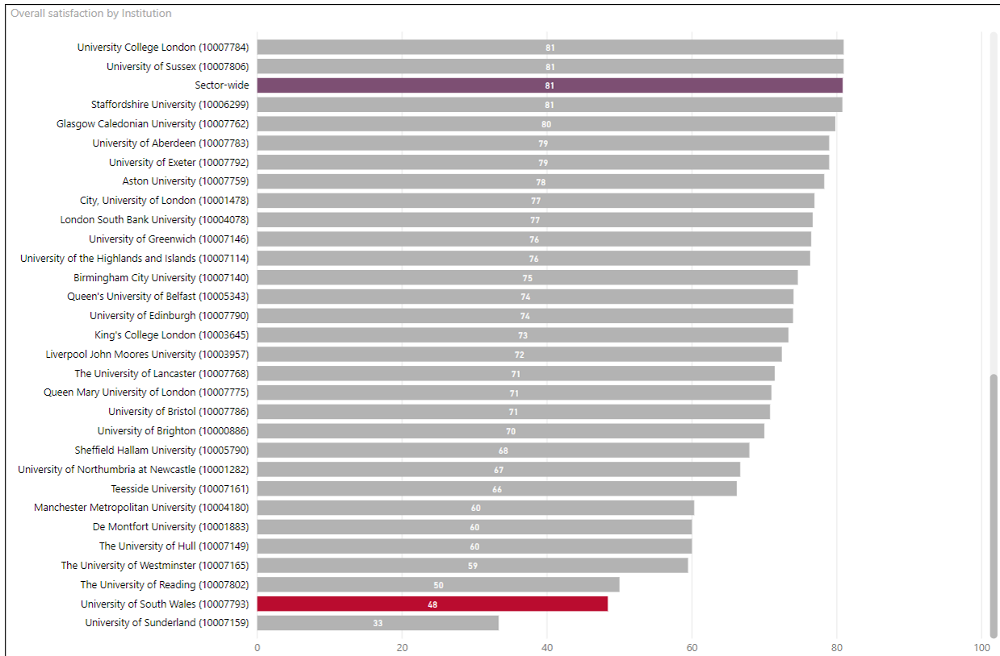 Overall satisfaction by Institution
University College London (10007784) 81
University of Sussex (10007806) 81
Sector-wide 81
Staffordshire University (10006299) 81
Glasgow Caledonian University (10007762) 80
University of Aberdeen (10007783) 79
University of Exeter (10007792) 79
Aston University (10007759) 78
City, University of London (10001478) 77
London South Bank University (10004078) 77
University of Greenwich (10007146) 76
University of the Highlands and Islands (10007114) 76
Birmingham City University (10007140) 75
Queen's University of Belfast (10005343) 74
University of Edinburgh (10007790) 74
King's College London (10003645) 73
Liverpool John Moores University (10003957) 72
The University of Lancaster (10007768) 71
Queen Mary University of London (10007775) 71
University of Bristol (10007786) 71
University of Brighton (10000886) 70
Sheffield Hallam University (10005790) 68
University of Northumbria at Newcastle (10001282) 67
Teesside University (10007161) 66
Manchester Metropolitan University (10004180) 60
De Montfort University (10001883) 60
The University of Hull (10007149) 60
The University of Westminster (10007165) 59
The University of Reading (10007802) 50
University of South Wales (10007793) 48
University of Sunderland (10007159) 33
0 20 40 60 80 100